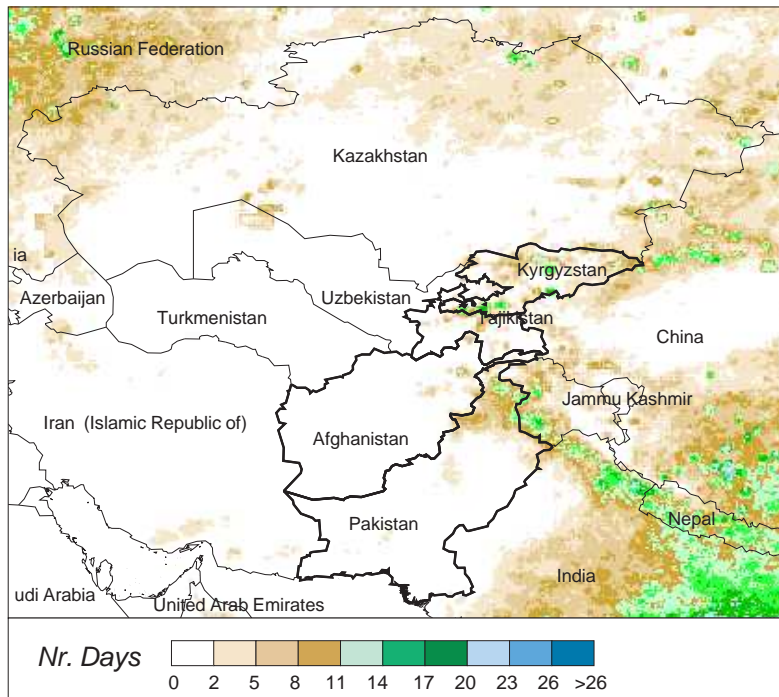 Russian Federation
Kazakhstan
ia
Kyrgyzstan
Azerbaijan
Uzbekistan
Turkmenistan
Tajikistan
China
Jammu Kashmir
Iran (Islamic Republic of)
Afghanistan
Pakistan
Nepal
India
udi Arabia
United Arab Emirates
Nr. Days
0 2 5 8 11 14 17 20 23 26 >26